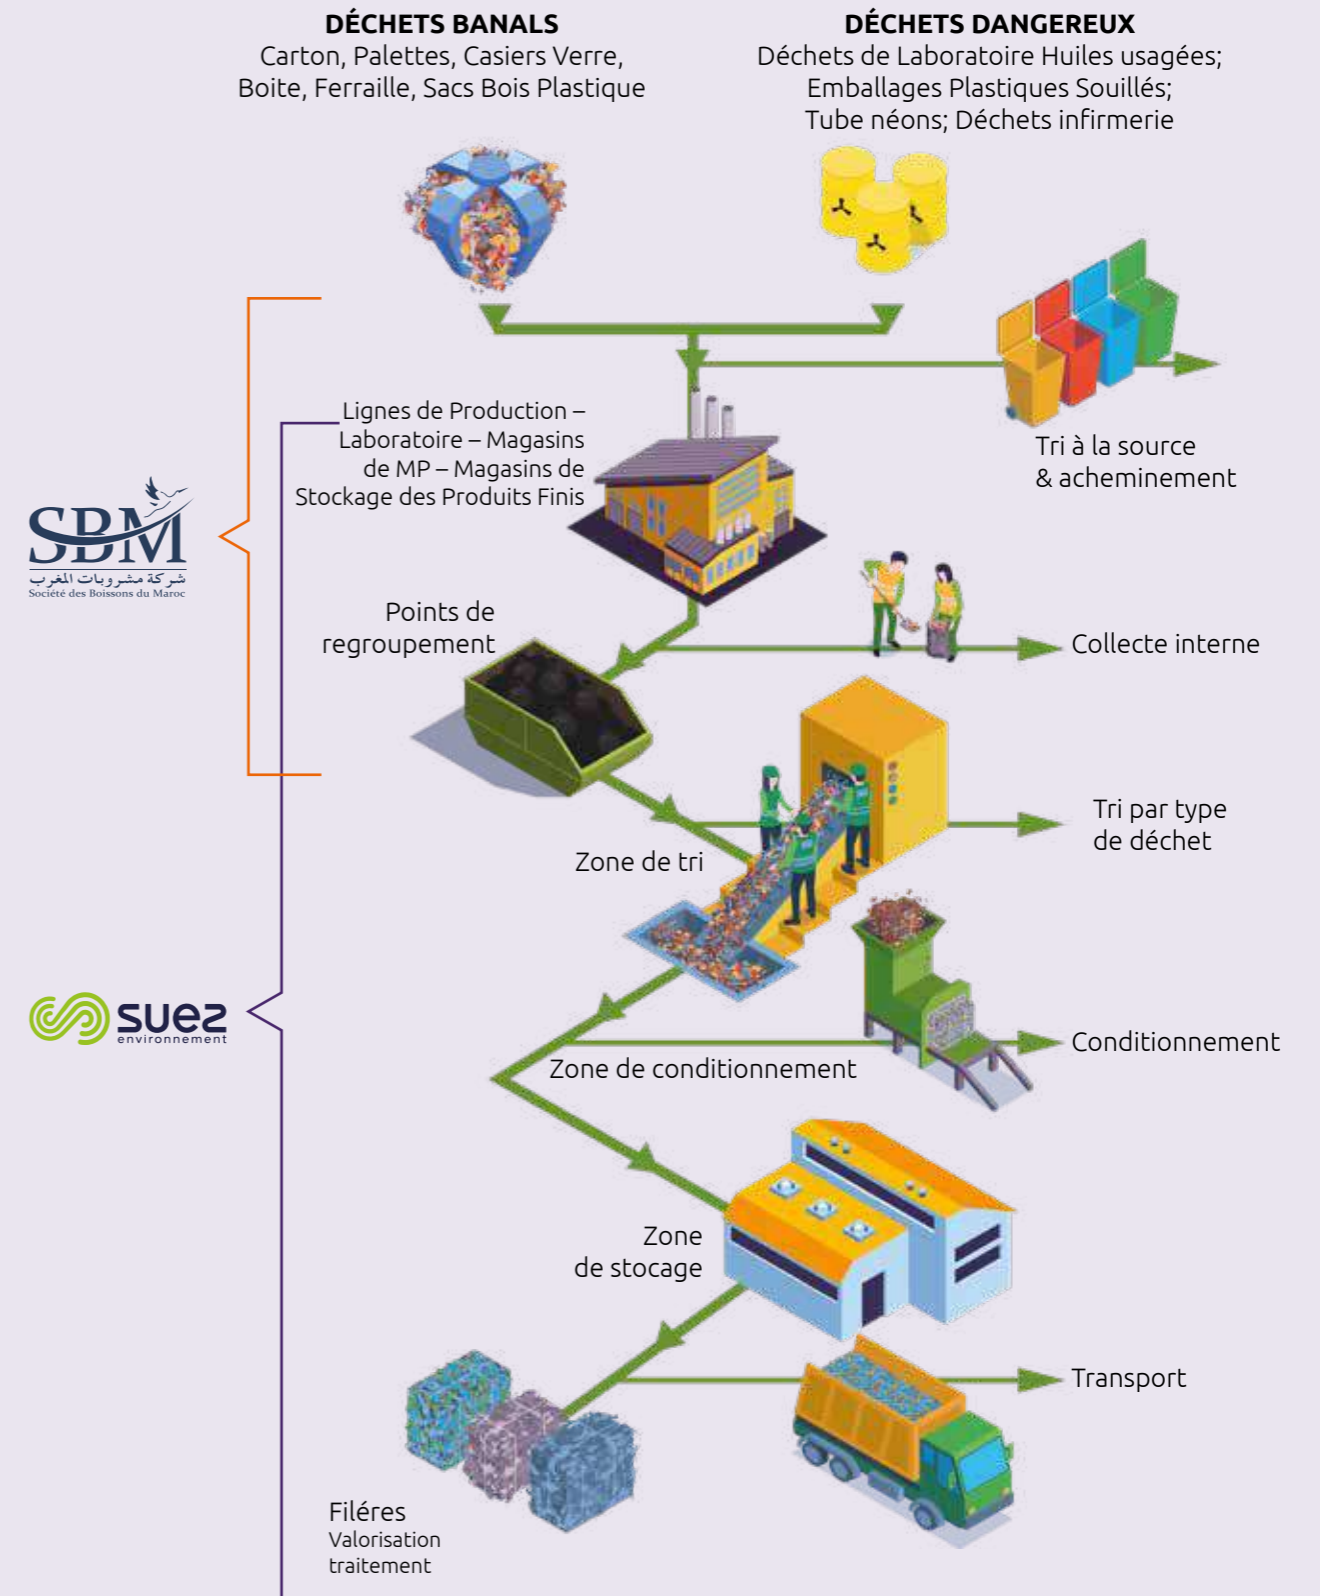 DÉCHETS BANALS
Carton, Palettes, Casiers Verre,
Boite, Ferraille, Sacs Bois Plastique
DÉCHETS DANGEREUX
Déchets de Laboratoire Huiles usagées;
Emballages Plastiques Souillés;
Tube néons; Déchets infirmerie
Tri à la source
& acheminement
Lignes de Production –
Laboratoire – Magasins
de MP – Magasins de
Stockage des Produits Finis
SBM
شركة مشروبات المغرب
Société des Boissons du Maroc
Points de
regroupement
Collecte interne
Tri par type
de déchet
Zone de tri
suez
environnement
Conditionnement
Zone de conditionnement
Zone
de stocage
Transport
Filéres
Valorisation
traitement